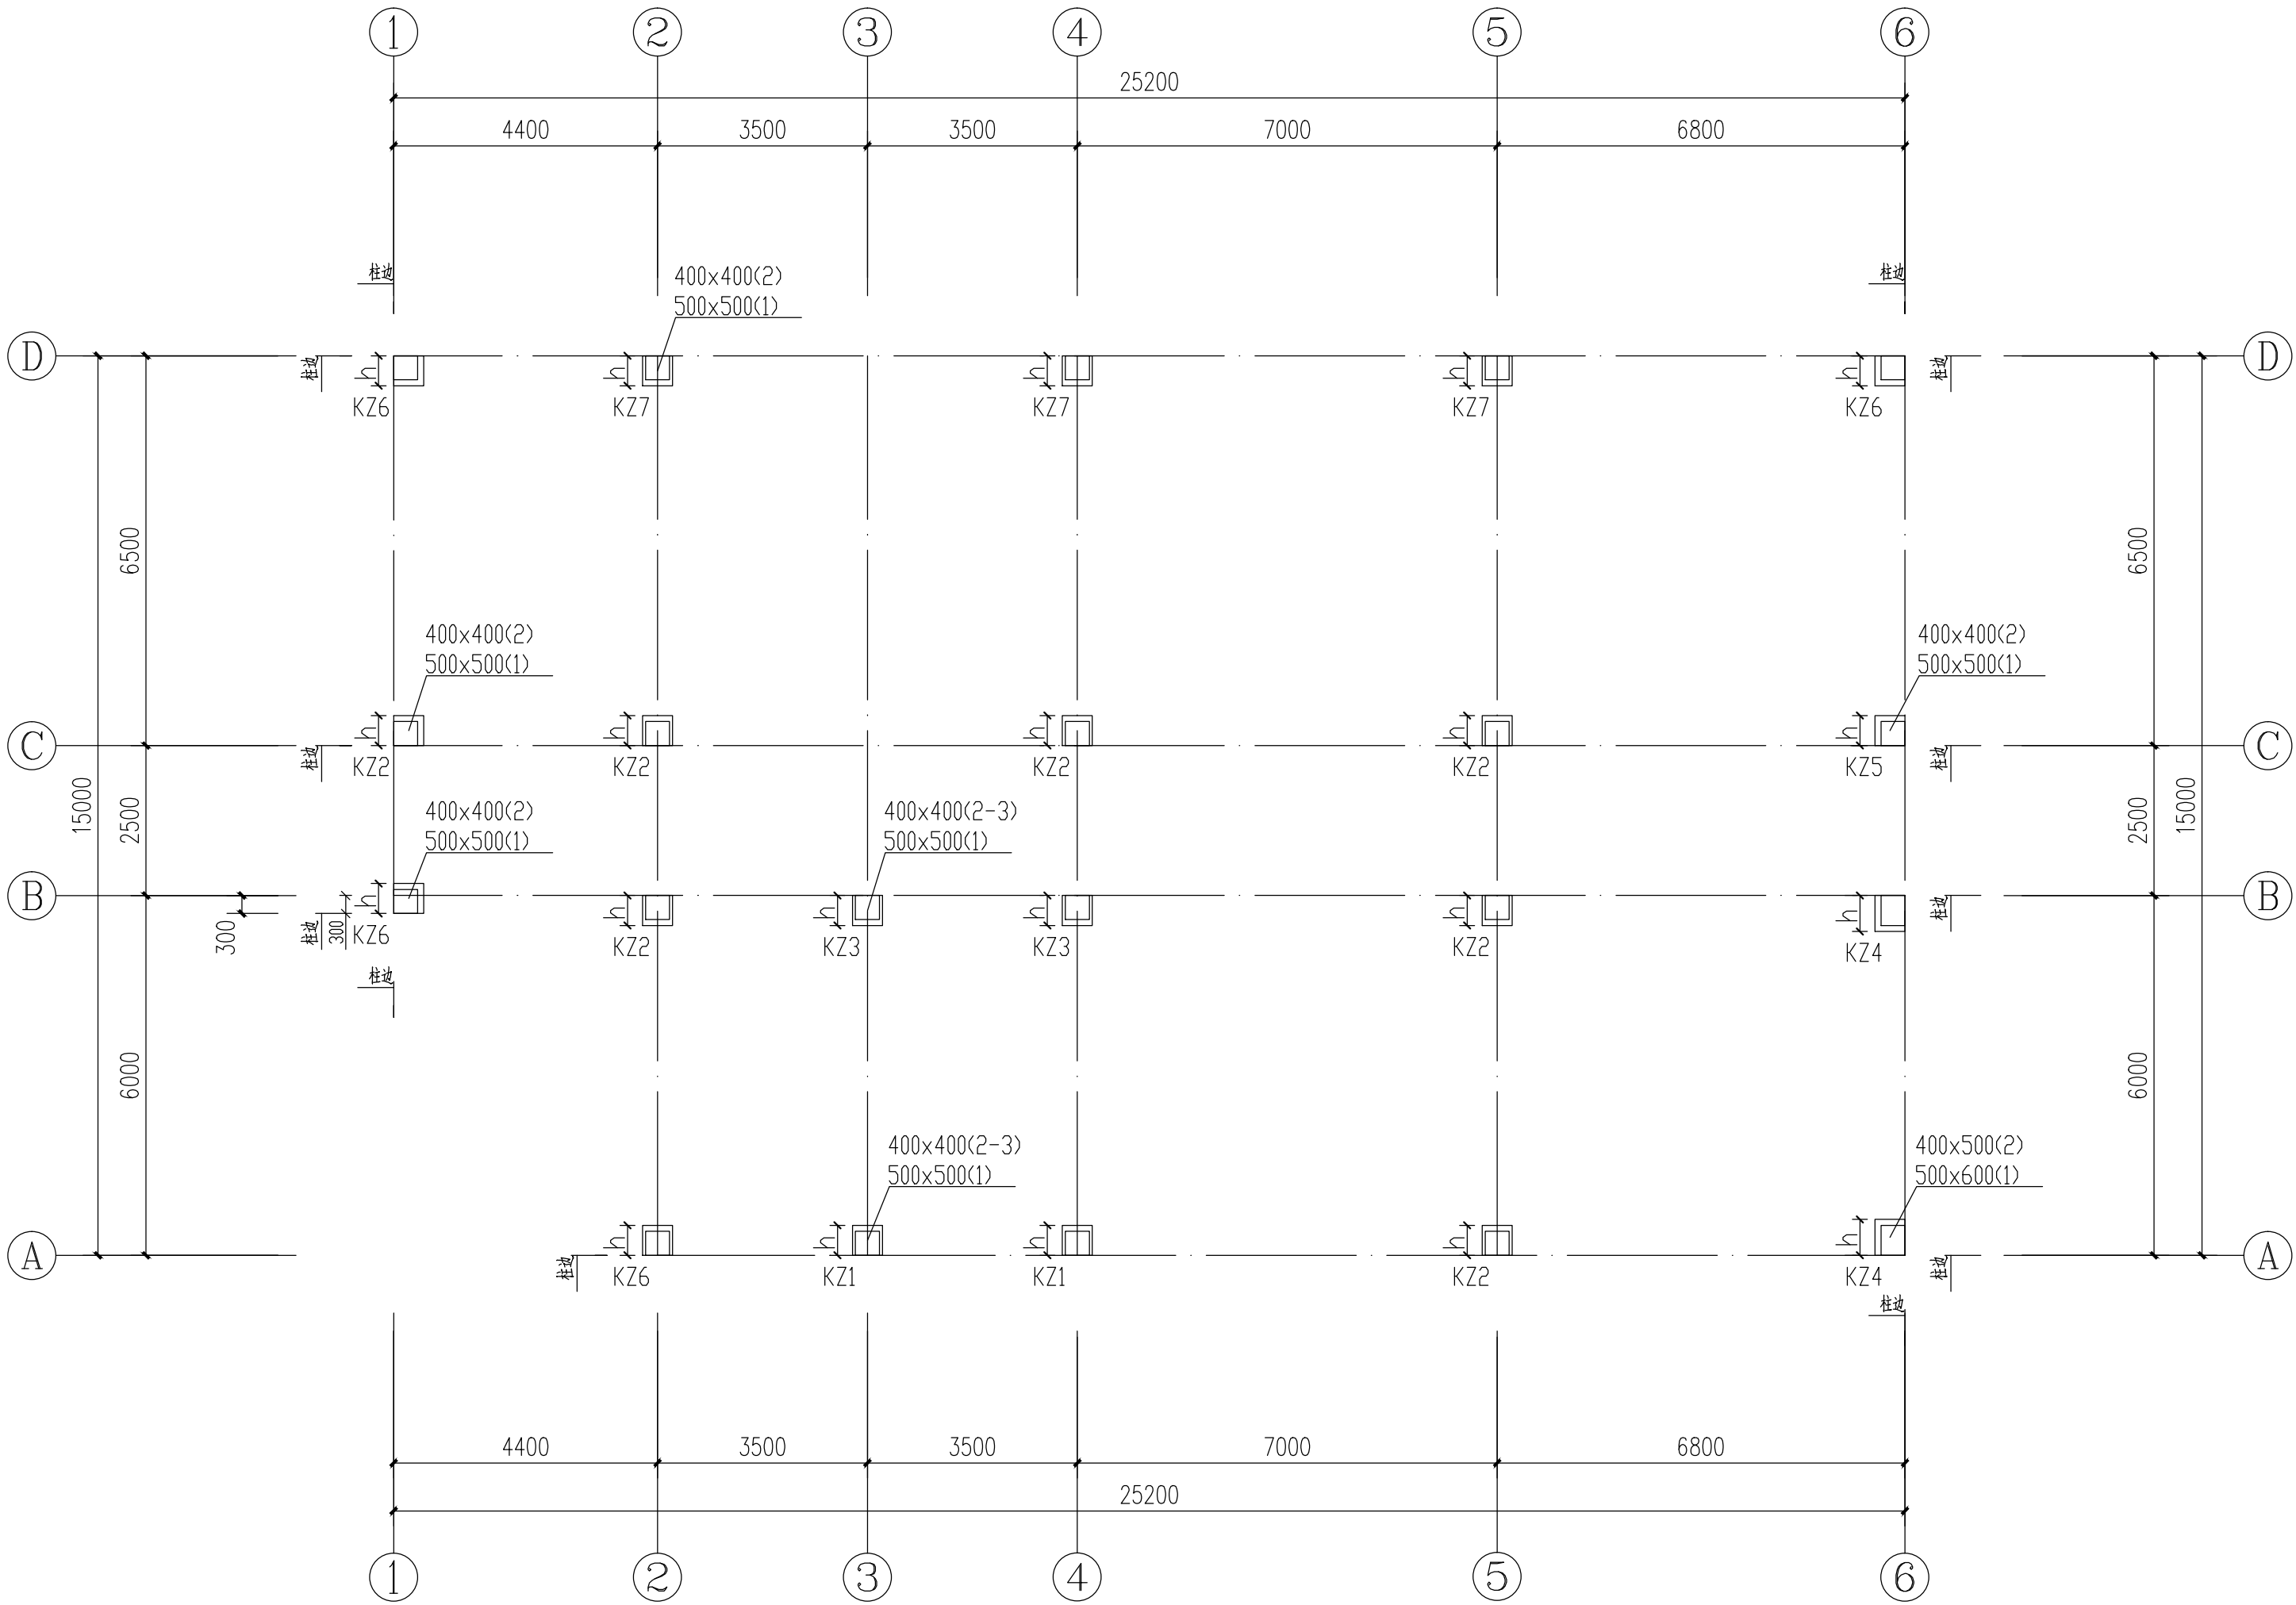 1 2 3 4 5 6
25200
4400 3500 3500 7000 6800
柱边 柱边
400x400(2)
500x500(1)
D 柱边 h h h h h 柱边 D
KZ6 KZ7 KZ7 KZ7 KZ6
6500 6500
400x400(2) 400x400(2)
500x500(1) 500x500(1)
h h h h h
C 柱边 柱边 C
KZ2 KZ2 KZ2 KZ2 KZ5
15000 2500 2500 15000
400x400(2) 400x400(2-3)
500x500(1) 500x500(1)
B h h h h h h 柱边 B
300 柱边 300 KZ6 KZ2 KZ3 KZ3 KZ2 KZ4
柱边
6000 6000
400x400(2-3) 400x500(2)
500x500(1) 500x600(1)
h h h h h
A 柱边 柱边 A
KZ6 KZ1 KZ1 KZ2 KZ4
柱边
4400 3500 3500 7000 6800
25200
1 2 3 4 5 6